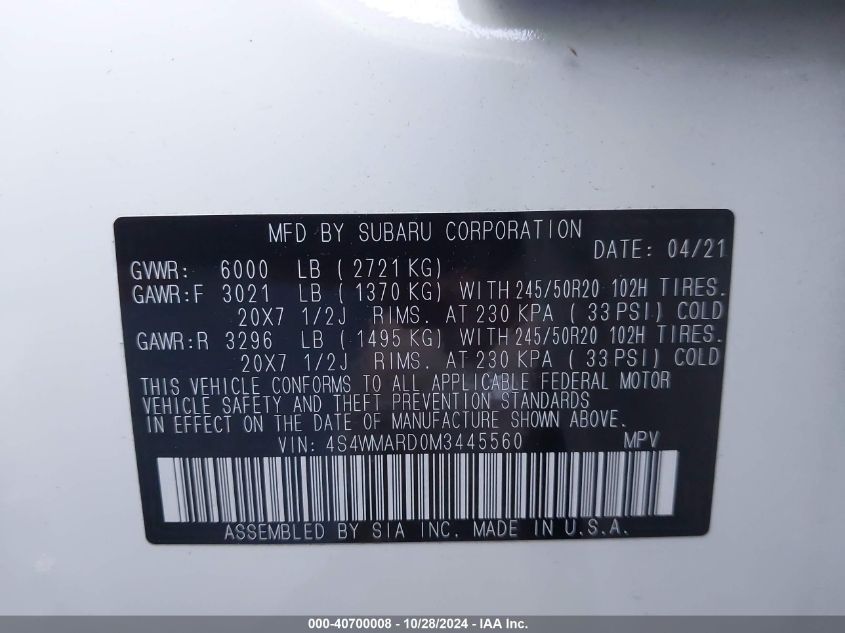 MFD BY SUBARU CORPORATION
DATE: 04/21
GVWR: 6000 LB ( 2721 KG)
GAWR:F 3021 LB ( 1370 KG) WITH 245/50R20 102H TIRES.
20X7 1/2J RIMS. AT 230 KPA ( 33 PSI) COLD
GAWR:R 3296 LB ( 1495 KG) WITH 245/50R20 102H TIRES.
20X7 1/2J RIMS. AT 230 KPA ( 33 PSI) COLD
THIS VEHICLE CONFORMS TO ALL APPLICABLE FEDERAL MOTOR
VEHICLE SAFETY AND THEFT PREVENTION STANDARDS
IN EFFECT ON THE DATE OF MANUFACTURE SHOWN ABOVE.
VIN: 4S4WMARD0M3445560 MPV
ASSEMBLED BY SIA INC. MADE IN U.S.A.
000-40700008 - 10/28/2024 - IAA Inc.